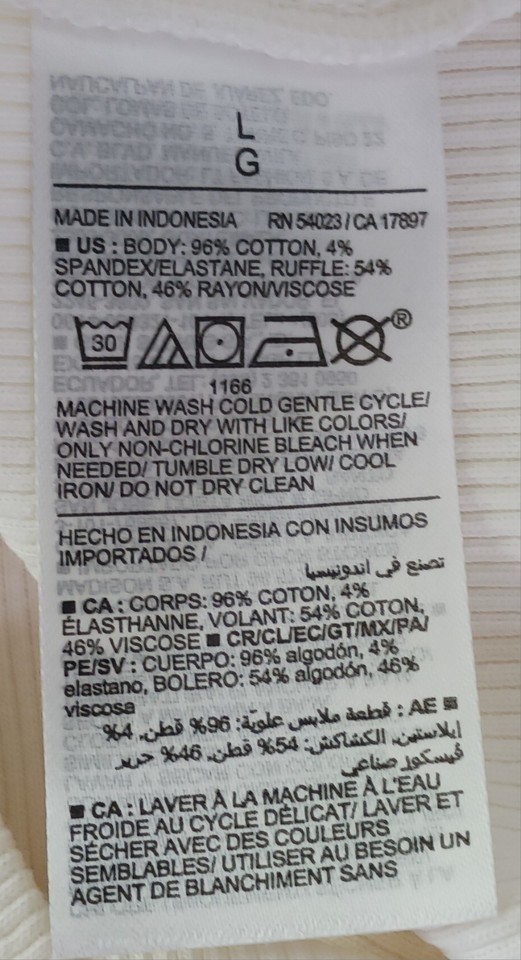 L
G
MADE IN INDONESIA RN 54023 / CA 17897
■ US : BODY: 96% COTTON, 4%
SPANDEX/ELASTANE, RUFFLE: 54%
COTTON, 46% RAYON/VISCOSE
30 ®
1166
MACHINE WASH COLD GENTLE CYCLE/
WASH AND DRY WITH LIKE COLORS/
ONLY NON-CHLORINE BLEACH WHEN
NEEDED/ TUMBLE DRY LOW/ COOL
IRON/ DO NOT DRY CLEAN
HECHO EN INDONESIA CON INSUMOS
IMPORTADOS /
تصنع في اندونيسيا
■ CA : CORPS: 96% COTON, 4%
ÉLASTHANNE, VOLANT: 54% COTON,
46% VISCOSE ■ CR/CL/EC/GT/MX/PA/
PE/SV : CUERPO: 96% algodón, 4%
elastano, BOLERO: 54% algodón, 46%
viscosa
■ AE : قطعة ملابس علويّة: 96% قطن, 4%
إيلاستين, الكشاكش: 54% قطن, 46% حرير
فيسكوز صناعي
■ CA : LAVER À LA MACHINE À L'EAU
FROIDE AU CYCLE DÉLICAT/ LAVER ET
SÉCHER AVEC DES COULEURS
SEMBLABLES/ UTILISER AU BESOIN UN
AGENT DE BLANCHIMENT SANS